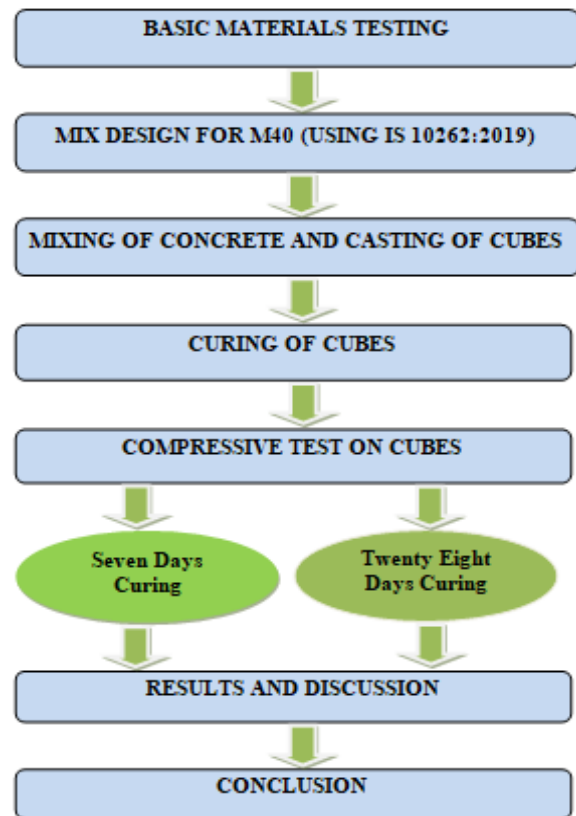 BASIC MATERIALS TESTING
MIX DESIGN FOR M40 (USING IS 10262:2019)
MIXING OF CONCRETE AND CASTING OF CUBES
CURING OF CUBES
COMPRESSIVE TEST ON CUBES
Seven Days
Curing
Twenty Eight
Days Curing
RESULTS AND DISCUSSION
CONCLUSION